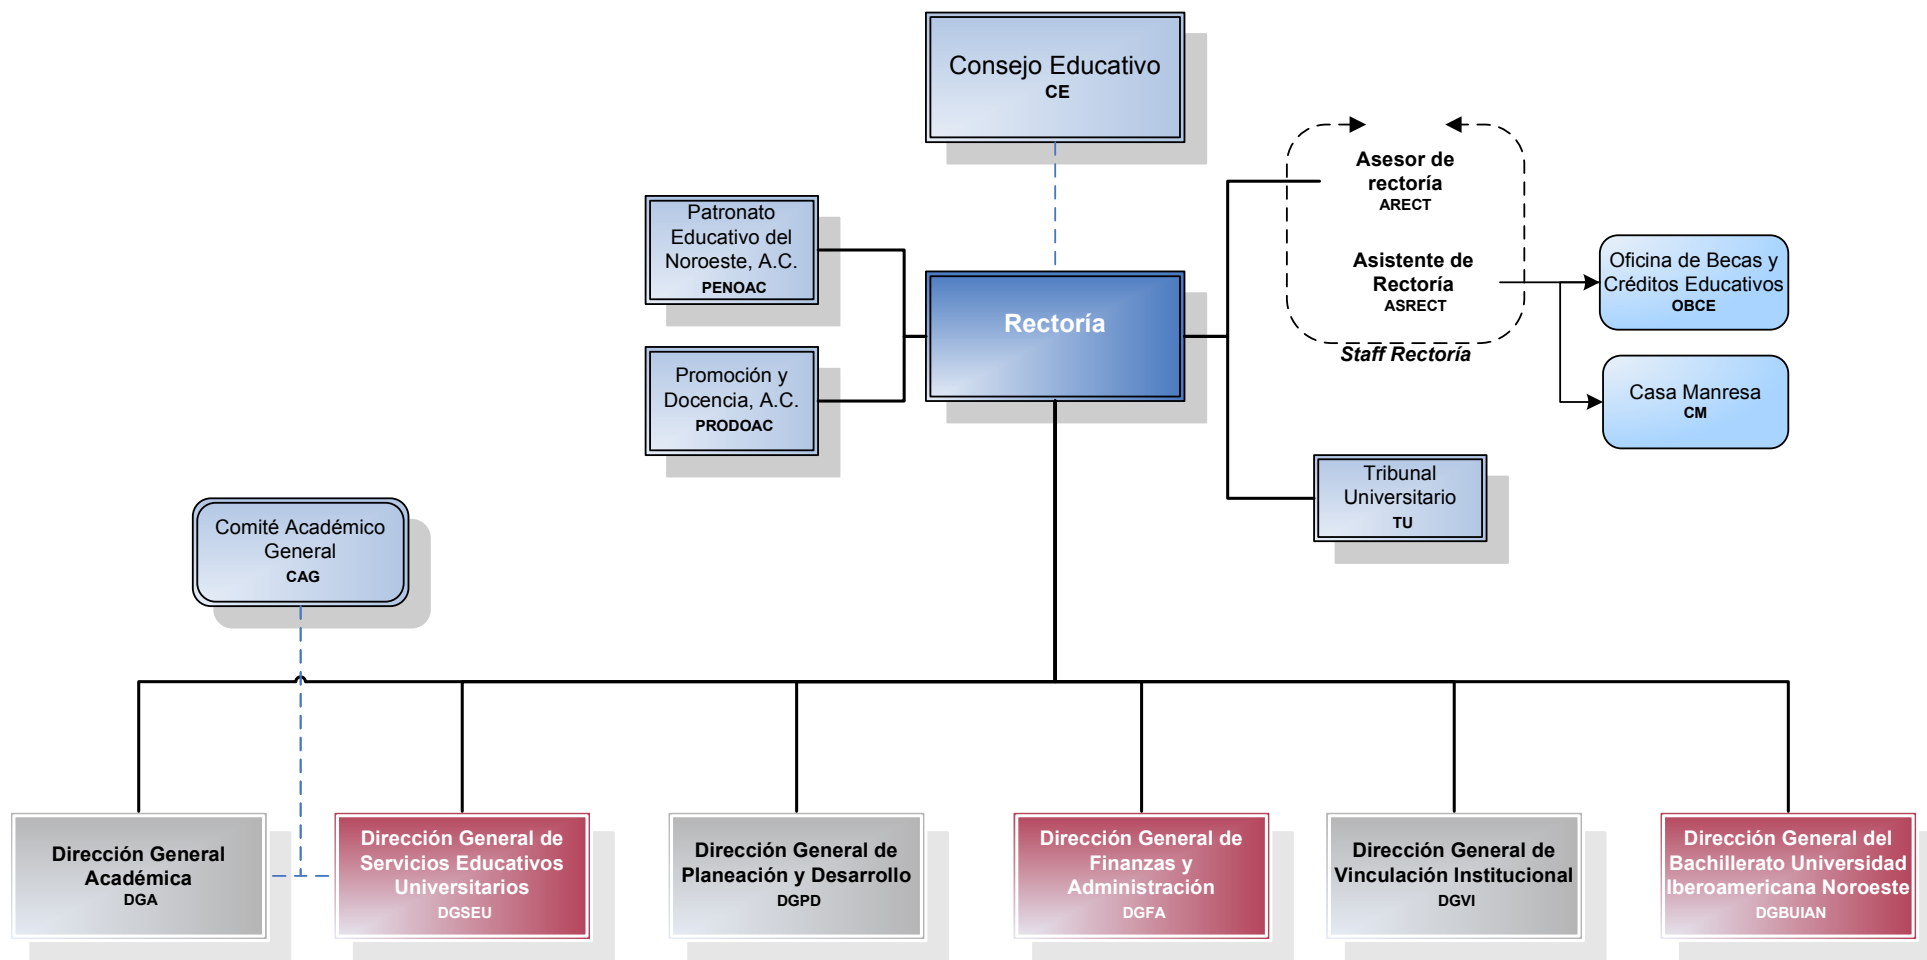 Consejo Educativo
CE
Asesor de
rectoría
ARECT
Patronato
Educativo del
Noroeste, A.C.
PENOAC
Asistente de
Rectoría
ASRECT
Oficina de Becas y
Créditos Educativos
OBCE
Rectoría
Staff Rectoría
Promoción y
Docencia, A.C.
PRODOAC
Casa Manresa
CM
Tribunal
Universitario
TU
Comité Académico
General
CAG
Dirección General
Académica
DGA
Dirección General de
Servicios Educativos
Universitarios
DGSEU
Dirección General de
Planeación y Desarrollo
DGPD
Dirección General de
Finanzas y
Administración
DGFA
Dirección General de
Vinculación Institucional
DGVI
Dirección General del
Bachillerato Universidad
Iberoamericana Noroeste
DGBUIAN